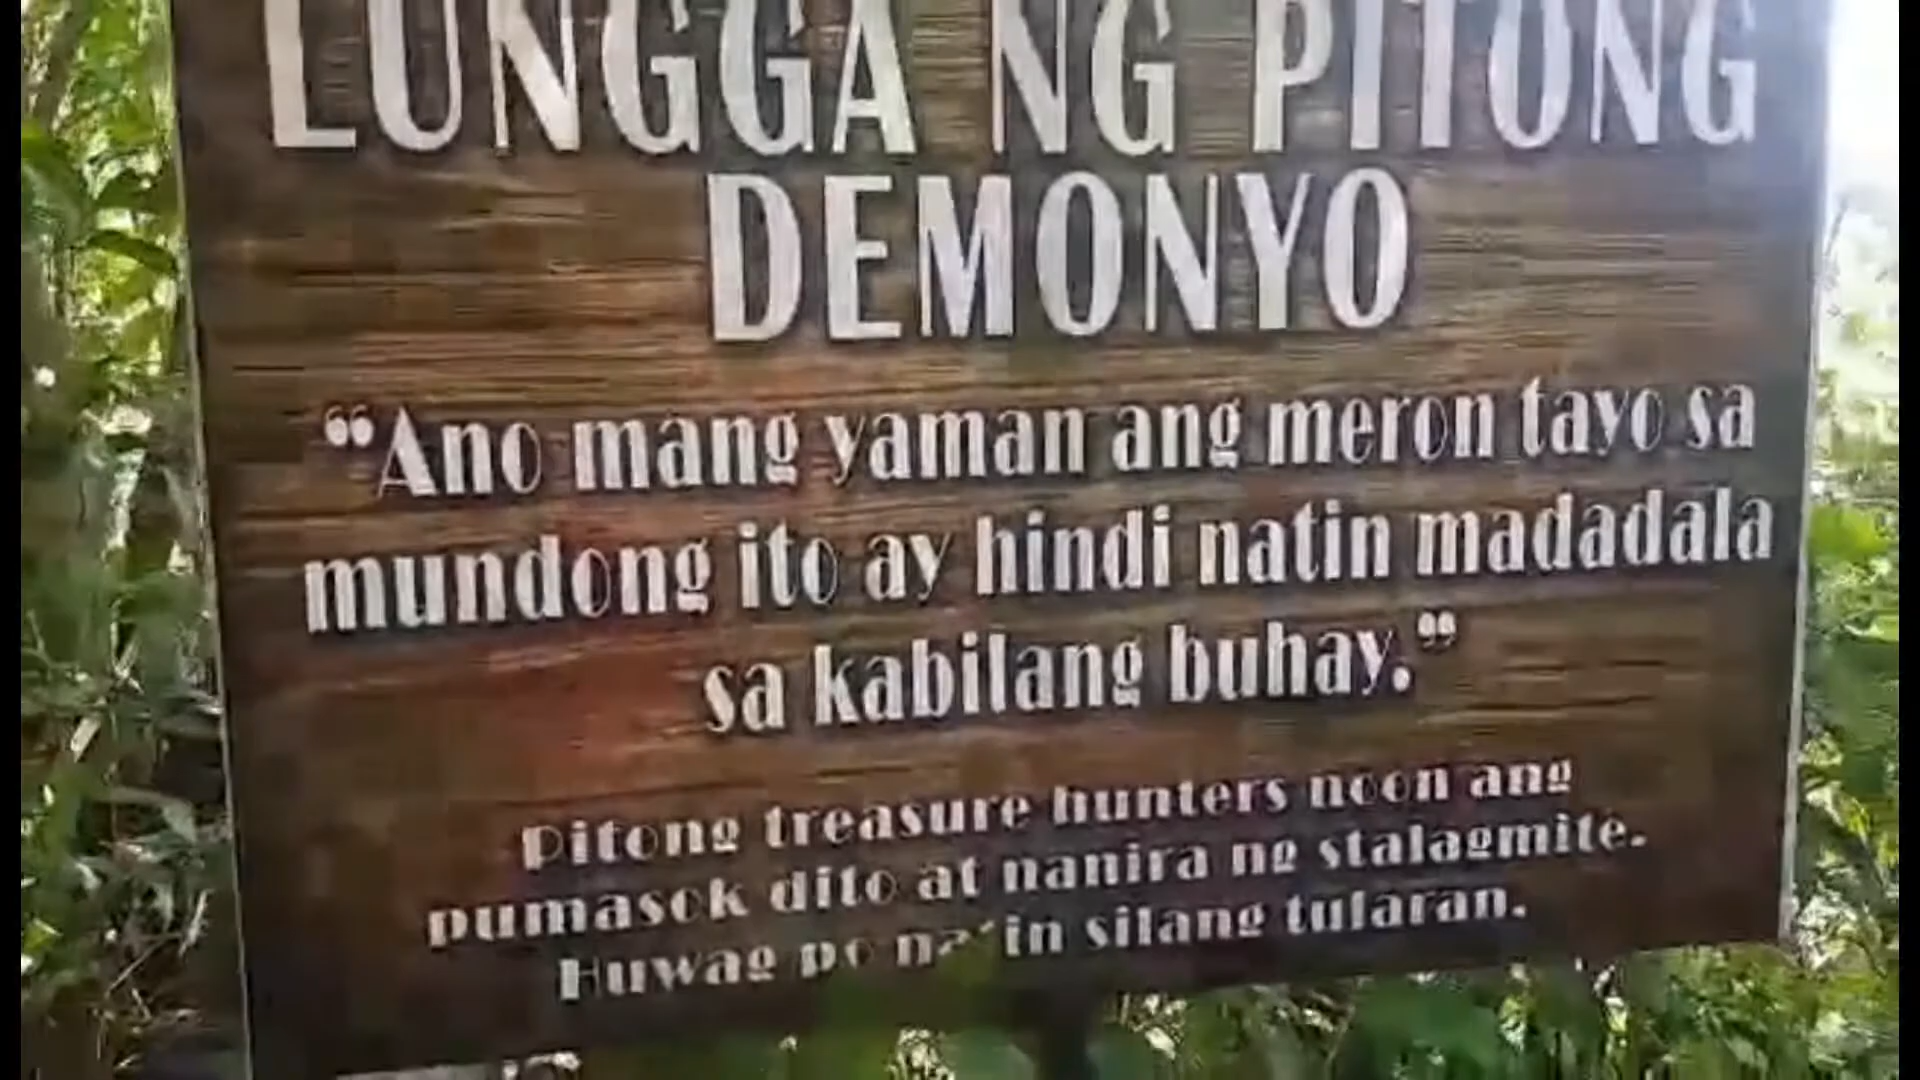 LUNGGA NG PITONG
DEMONYO
“Ano mang yaman ang meron tayo sa
mundong ito ay hindi natin madadala
sa kabilang buhay.”
Pitong treasure hunters noon ang
pumasok dito at nanira ng stalagmite.
Huwag po natin silang tularan.